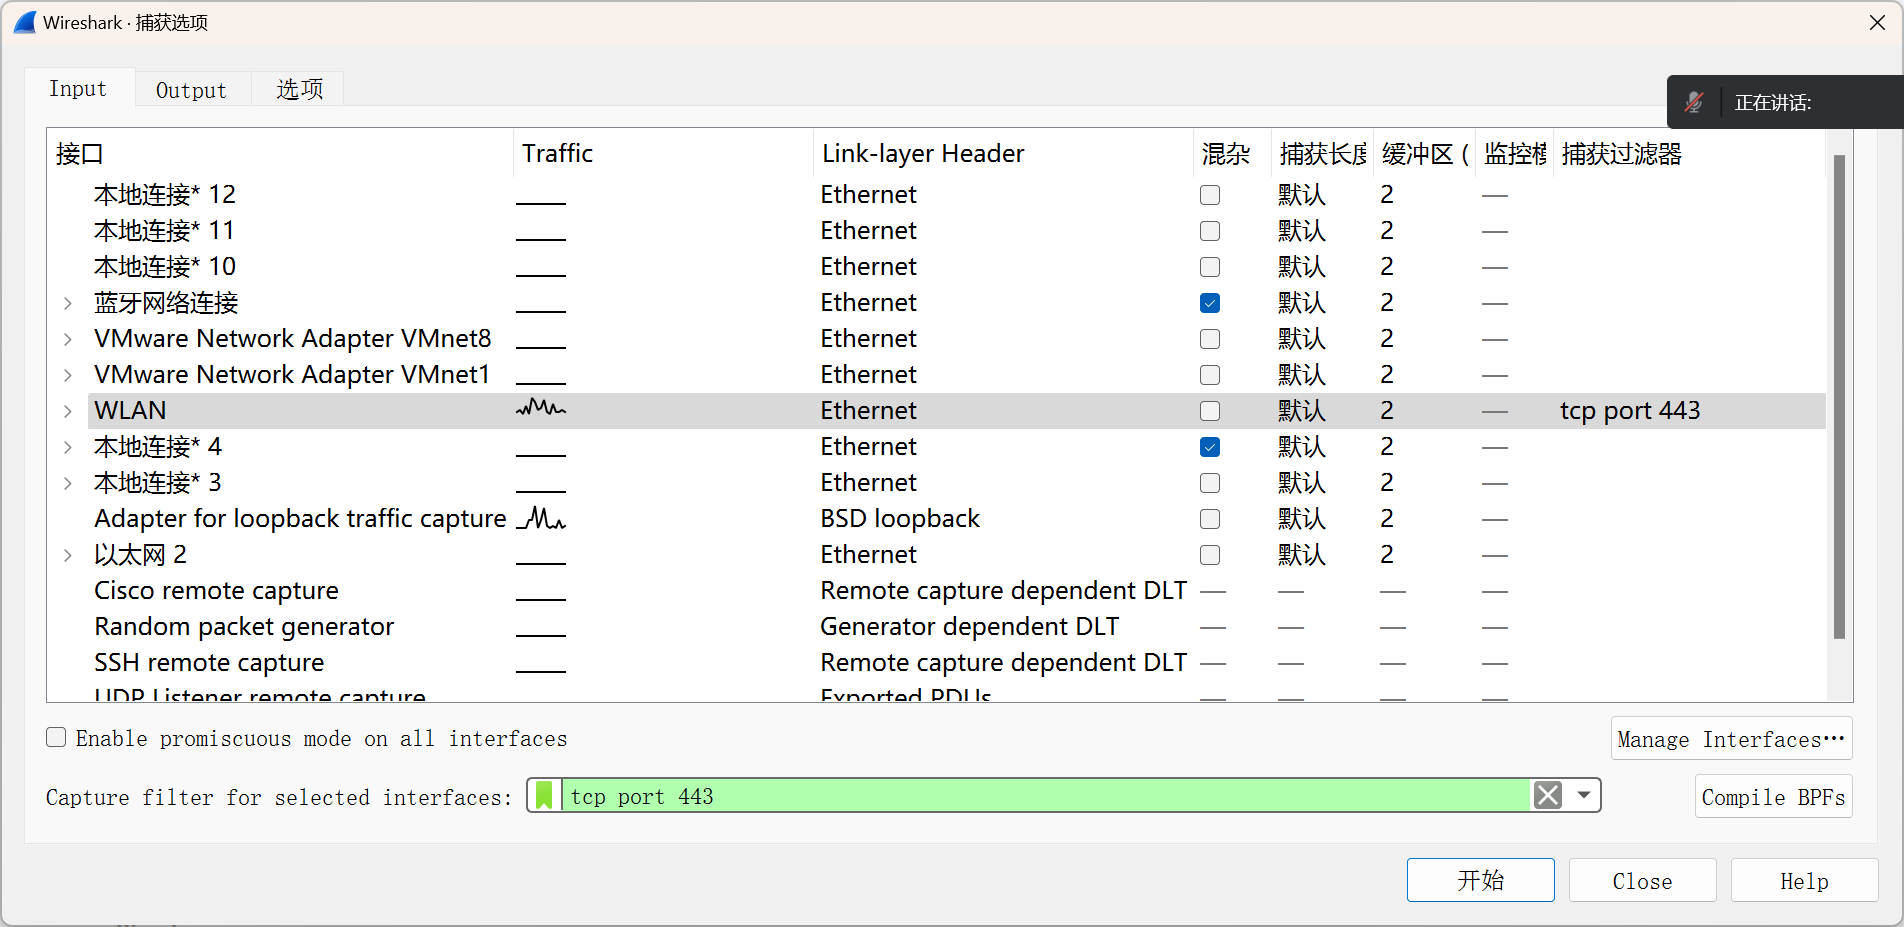 Wireshark · 捕获选项
Input Output 选项
正在讲话:
接口 Traffic Link-layer Header 混杂 捕获长度 缓冲区 ( 监控模 捕获过滤器
本地连接* 12 Ethernet 默认 2 —
本地连接* 11 Ethernet 默认 2 —
本地连接* 10 Ethernet 默认 2 —
蓝牙网络连接 Ethernet 默认 2 —
VMware Network Adapter VMnet8 Ethernet 默认 2 —
VMware Network Adapter VMnet1 Ethernet 默认 2 —
WLAN Ethernet 默认 2 — tcp port 443
本地连接* 4 Ethernet 默认 2 —
本地连接* 3 Ethernet 默认 2 —
Adapter for loopback traffic capture BSD loopback 默认 2 —
以太网 2 Ethernet 默认 2 —
Cisco remote capture Remote capture dependent DLT — — — —
Random packet generator Generator dependent DLT — — — —
SSH remote capture Remote capture dependent DLT — — — —
UDP Listener remote capture Exported PDUs — — — —
Enable promiscuous mode on all interfaces
Manage Interfaces…
Capture filter for selected interfaces: tcp port 443
Compile BPFs
开始 Close Help